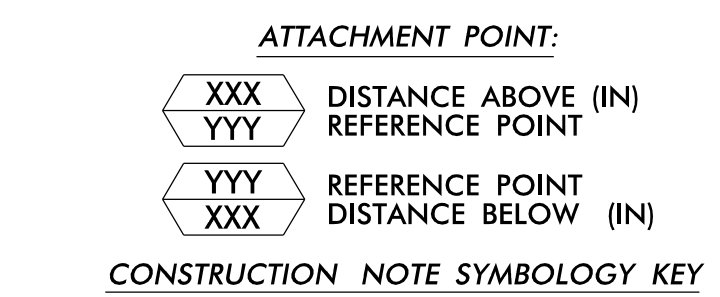 ATTACHMENT POINT:
XXX DISTANCE ABOVE (IN)
YYY REFERENCE POINT
YYY REFERENCE POINT
XXX DISTANCE BELOW (IN)
CONSTRUCTION NOTE SYMBOLOGY KEY